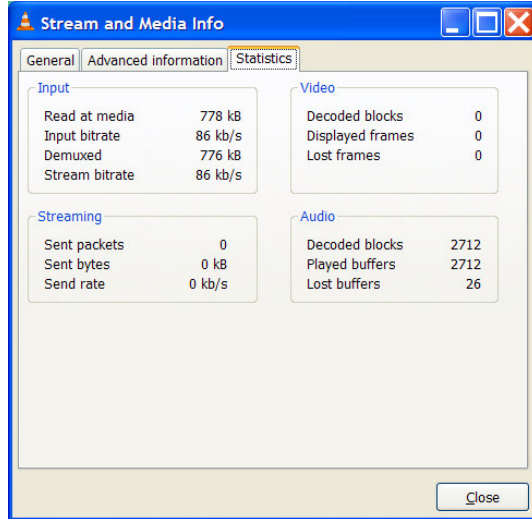 Stream and Media Info
General Advanced information Statistics
Input
Read at media 778 kB
Input bitrate 86 kb/s
Demuxed 776 kB
Stream bitrate 86 kb/s
Video
Decoded blocks 0
Displayed frames 0
Lost frames 0
Streaming
Sent packets 0
Sent bytes 0 kB
Send rate 0 kb/s
Audio
Decoded blocks 2712
Played buffers 2712
Lost buffers 26
Close